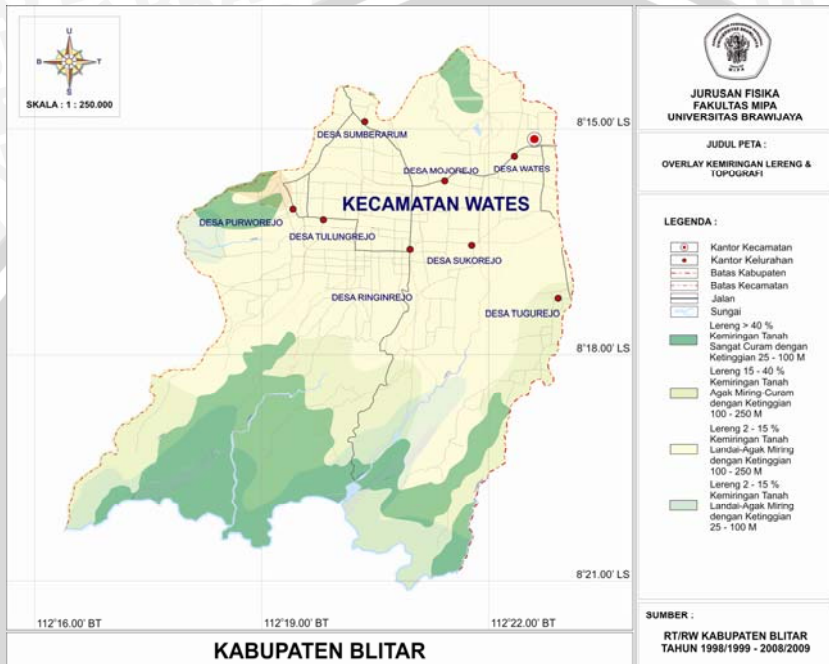 U
B
T
S
SKALA : 1 : 250.000
DESA SUMBERARUM
DESA MOJOREJO
DESA WATES
KECAMATAN WATES
DESA PURWOREJO
DESA TULUNGREJO
DESA SUKOREJO
DESA RINGINREJO
DESA TUGUREJO
8°15.00' LS
8°18.00' LS
8°21.00' LS
112°16.00' BT
112°19.00' BT
112°22.00' BT
KABUPATEN BLITAR
JURUSAN FISIKA
FAKULTAS MIPA
UNIVERSITAS BRAWIJAYA
JUDUL PETA :
OVERLAY KEMIRINGAN LERENG &
TOPOGRAFI
LEGENDA :
Kantor Kecamatan
Kantor Kelurahan
Batas Kabupaten
Batas Kecamatan
Jalan
Sungai
Lereng > 40 %
Kemiringan Tanah
Sangat Curam dengan
Ketinggian 25 - 100 M
Lereng 15 - 40 %
Kemiringan Tanah
Agak Miring-Curam
dengan Ketinggian
100 - 250 M
Lereng 2 - 15 %
Kemiringan Tanah
Landai-Agak Miring
dengan Ketinggian
100 - 250 M
Lereng 2 - 15 %
Kemiringan Tanah
Landai-Agak Miring
dengan Ketinggian
25 - 100 M
SUMBER :
RT/RW KABUPATEN BLITAR
TAHUN 1998/1999 - 2008/2009